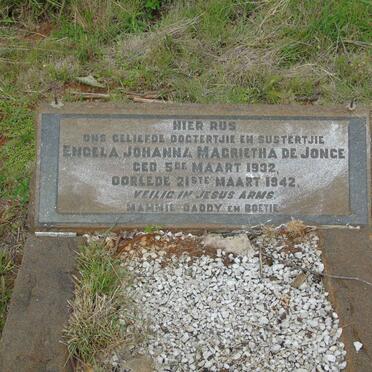 HIER RUS
ONS GELIEFDE DOGTERTJIE EN SUSTERTJIE
ENGELA JOHANNA MAGRIETHA DE JONGE
GEB 5DE MAART 1932,
OORLEDE 21STE MAART 1942.
VEILIG IN JESUS ARMS.
MAMMIE DADDY EN BOETIE.